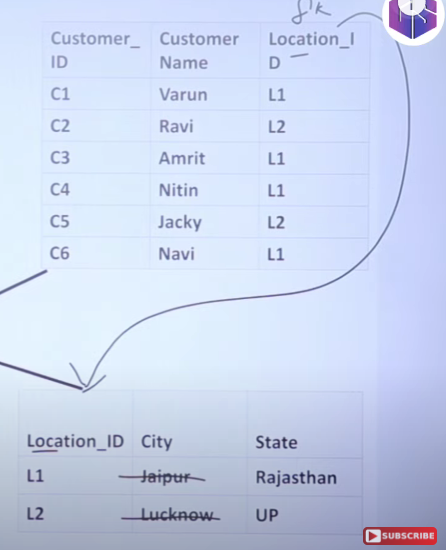 f'k
Customer_ Customer Location_I
ID Name D
C1 Varun L1
C2 Ravi L2
C3 Amrit L1
C4 Nitin L1
C5 Jacky L2
C6 Navi L1
Location_ID City State
L1 Jaipur Rajasthan
L2 Lucknow UP
SUBSCRIBE